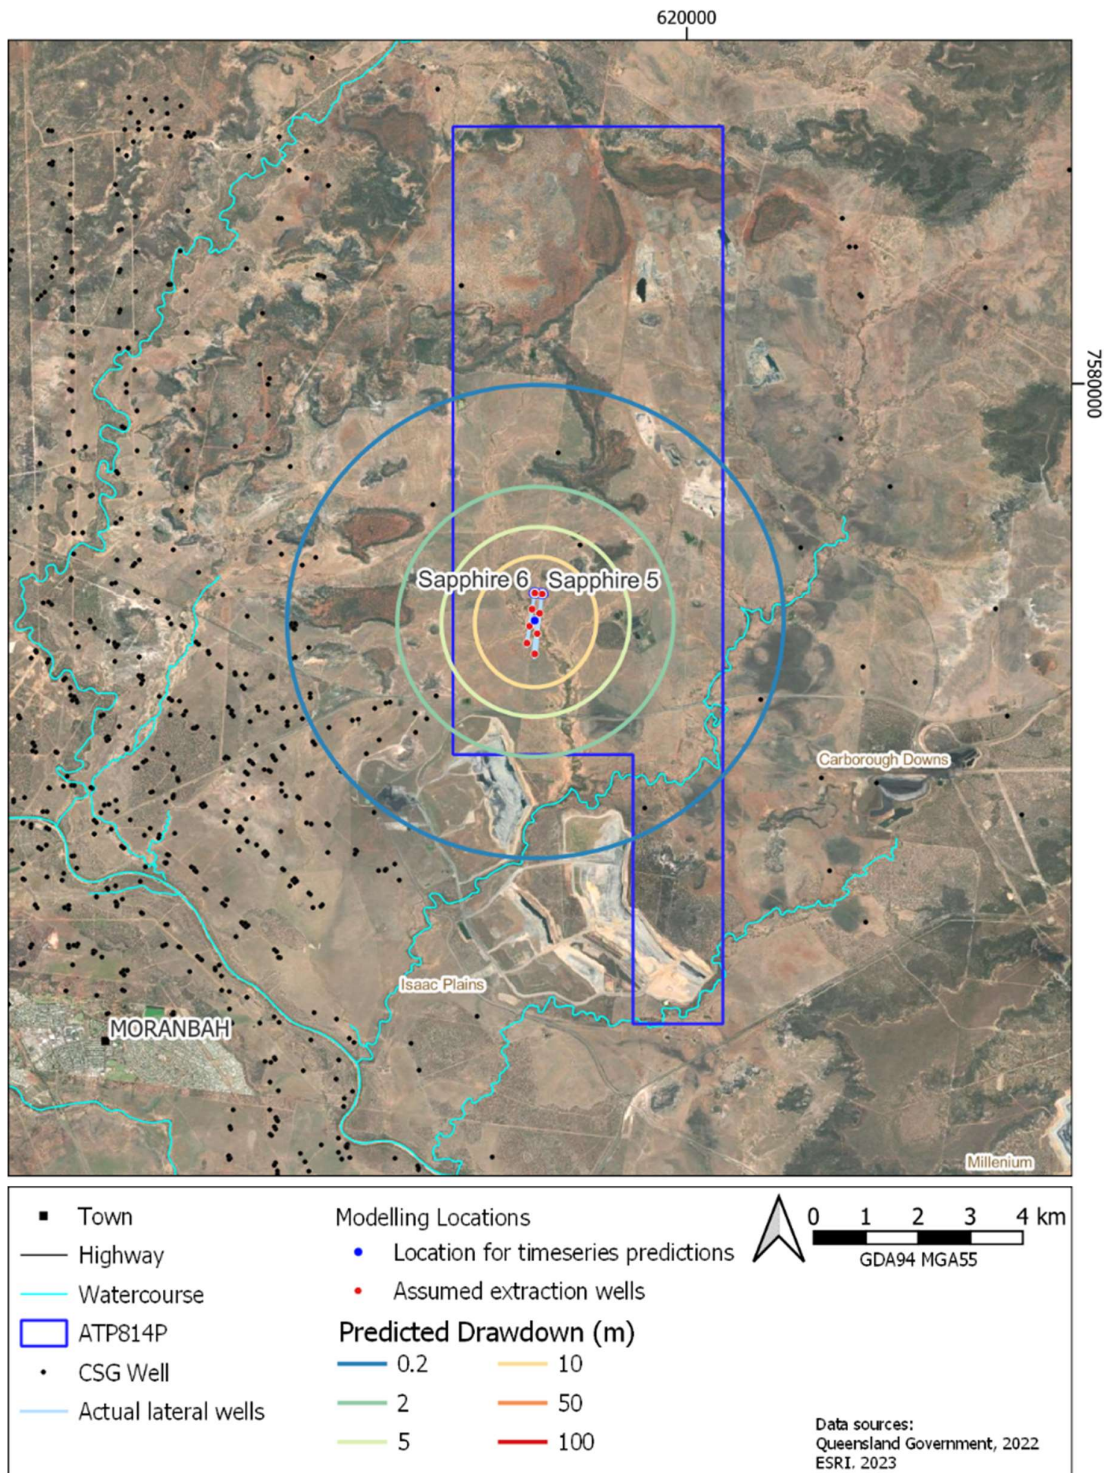 620000
7580000
Sapphire 6
Sapphire 5
Carborough Downs
Isaac Plains
MORANBAH
Millenium
Town
Highway
Watercourse
ATP814P
CSG Well
Actual lateral wells
Modelling Locations
Location for timeseries predictions
Assumed extraction wells
Predicted Drawdown (m)
0.2
2
5
10
50
100
0 1 2 3 4 km
GDA94 MGA55
Data sources:
Queensland Government, 2022
ESRI, 2023